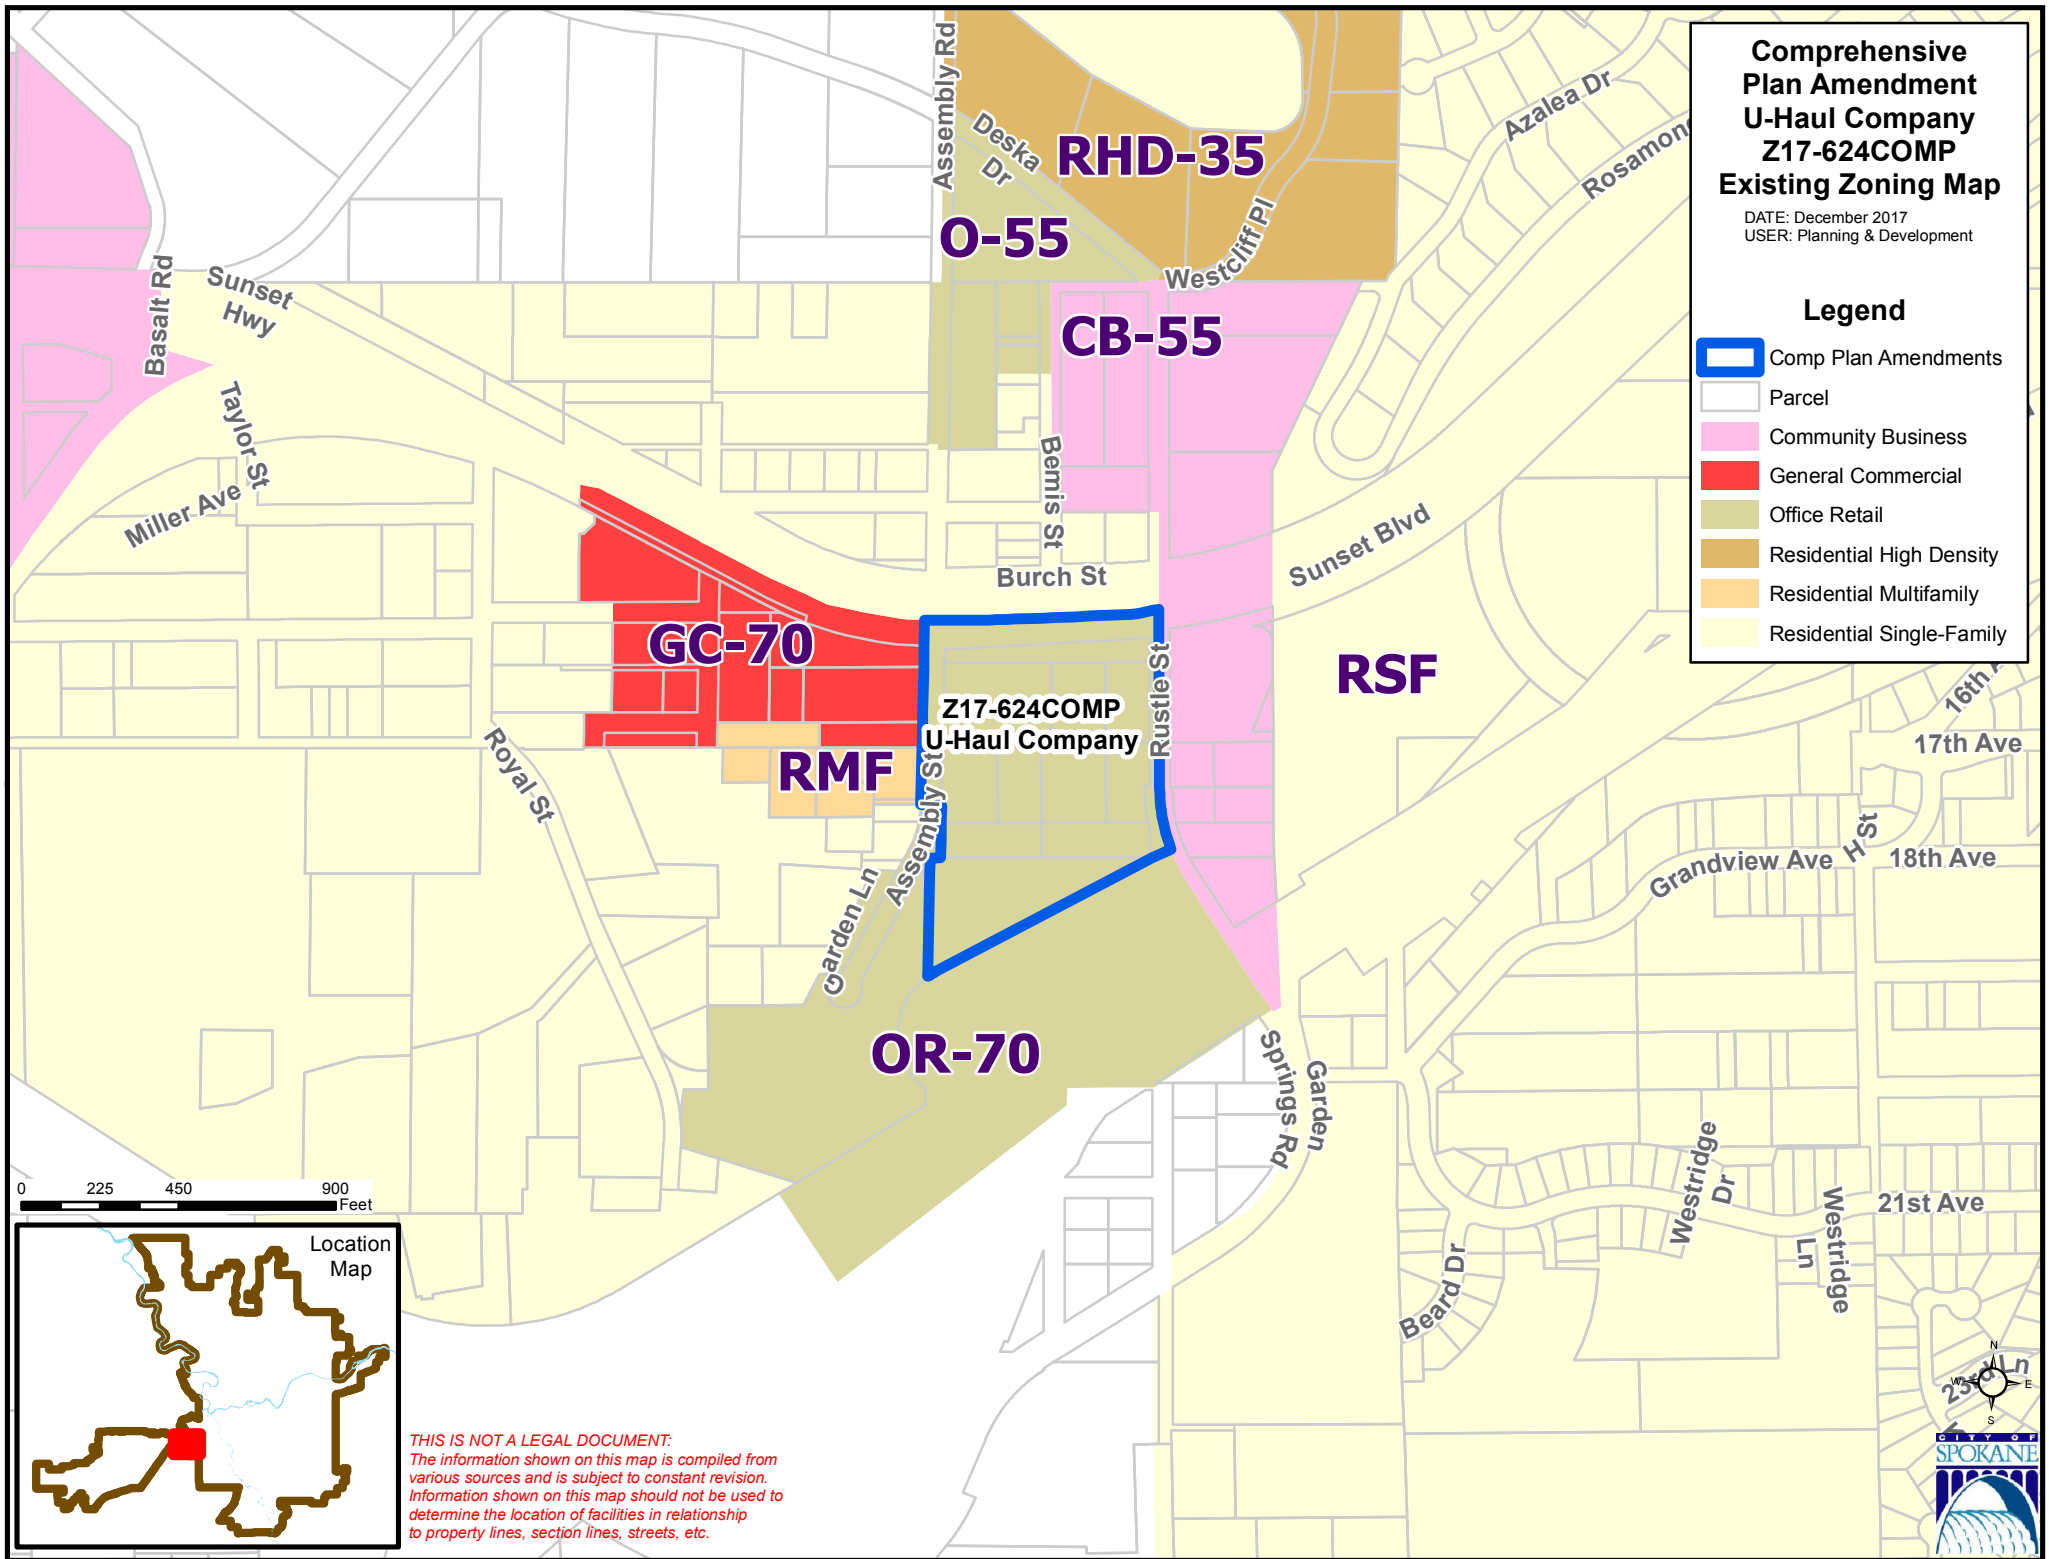 Comprehensive
Plan Amendment
U-Haul Company
Z17-624COMP
Existing Zoning Map
DATE: December 2017
USER: Planning & Development
Legend
Comp Plan Amendments
Parcel
Community Business
General Commercial
Office Retail
Residential High Density
Residential Multifamily
Residential Single-Family
Assembly Rd
Deska
Dr
RHD-35
Azalea Dr
Rosamond
O-55
Westcliff Pl
Basalt Rd
Sunset
Hwy
CB-55
Taylor St
Miller Ave
Bemis St
Sunset Blvd
Burch St
GC-70
RSF
Rustle St
Z17-624COMP
U-Haul Company
16th
17th Ave
Royal St
RMF
Assembly St
Garden Ln
Grandview Ave
H St
18th Ave
OR-70
Garden
Springs Rd
Westridge
Dr
21st Ave
Westridge
Ln
Beard Dr
23rd Ln
0 225 450 900
Feet
Location
Map
THIS IS NOT A LEGAL DOCUMENT:
The information shown on this map is compiled from
various sources and is subject to constant revision.
Information shown on this map should not be used to
determine the location of facilities in relationship
to property lines, section lines, streets, etc.
N
W
E
S
CITY OF
SPOKANE